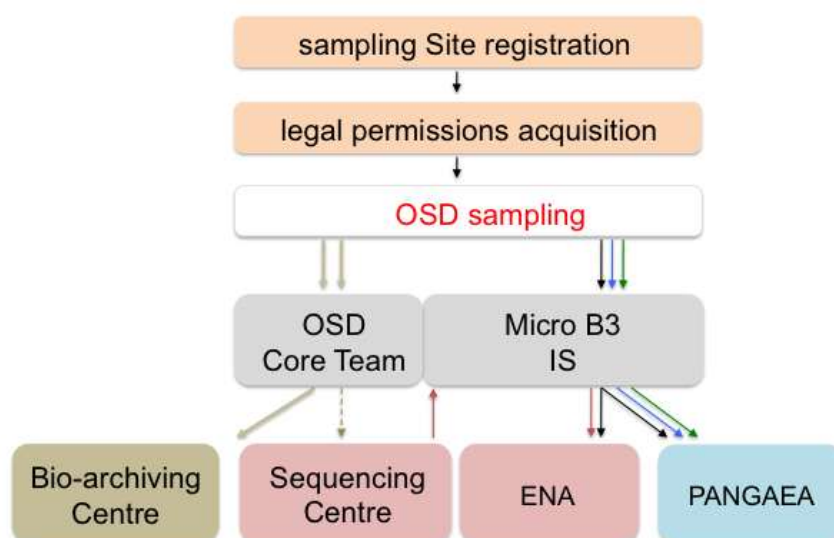 sampling Site registration
legal permissions acquisition
OSD sampling
OSD
Core Team
Micro B3
IS
Bio-archiving
Centre
Sequencing
Centre
ENA
PANGAEA